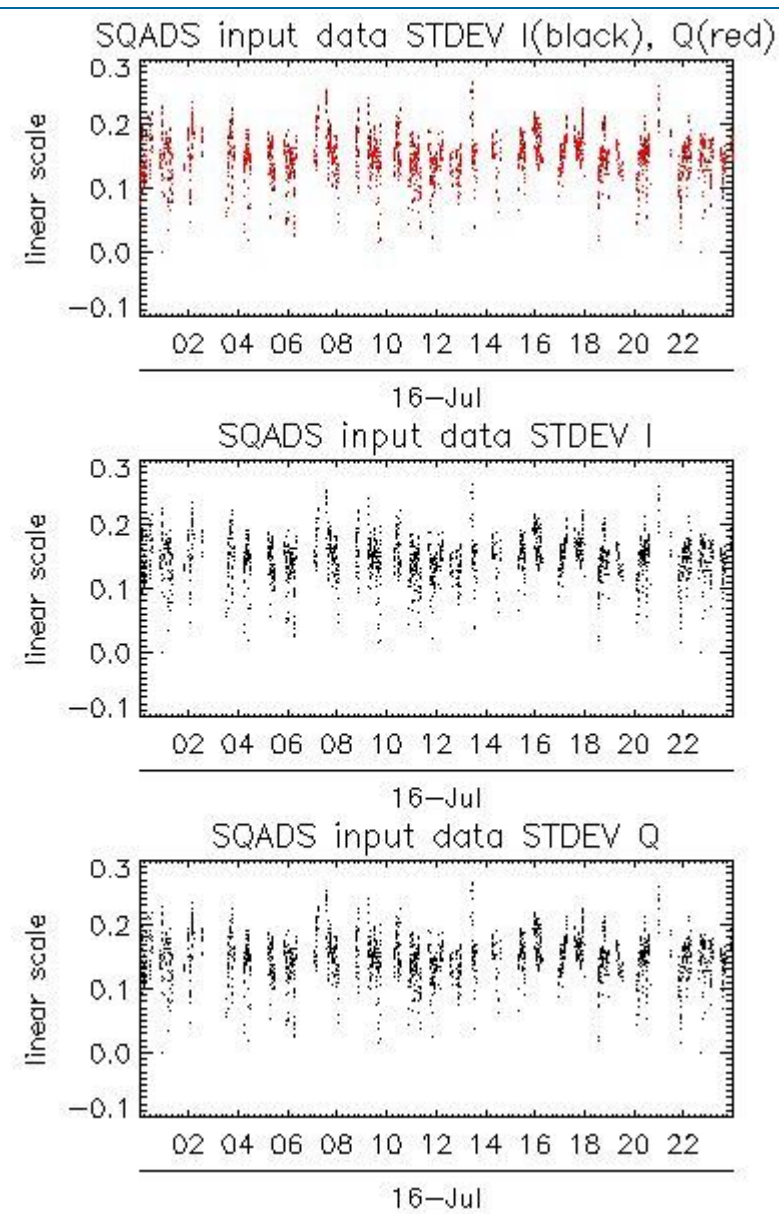 SQADS input data STDEV I(black), Q(red)
0.3
0.2
0.1
0.0
−0.1
linear scale
02 04 06 08 10 12 14 16 18 20 22
16−Jul
SQADS input data STDEV I
0.3
0.2
0.1
0.0
−0.1
linear scale
02 04 06 08 10 12 14 16 18 20 22
16−Jul
SQADS input data STDEV Q
0.3
0.2
0.1
0.0
−0.1
linear scale
02 04 06 08 10 12 14 16 18 20 22
16−Jul